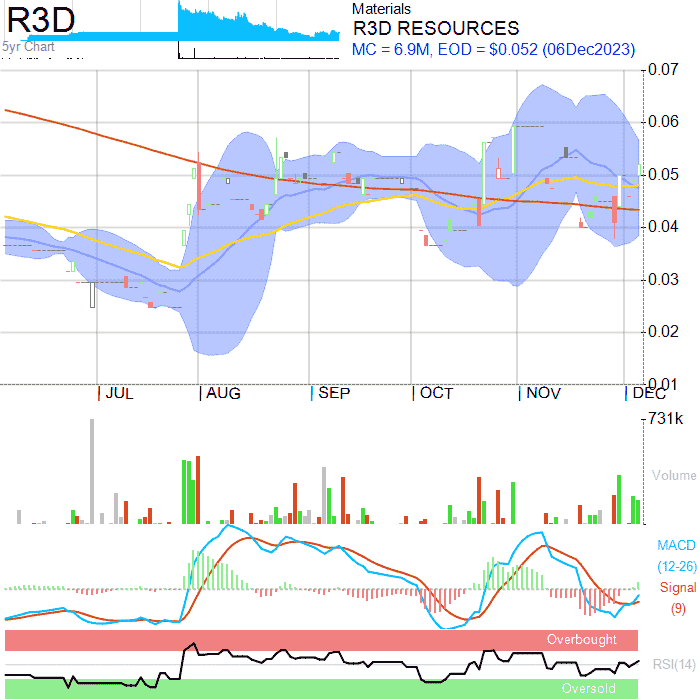 R3D
5yr Chart
Materials
R3D RESOURCES
MC = 6.9M, EOD = $0.052 (06Dec2023)
0.07
0.06
0.05
0.04
0.03
0.02
0.01
JUL AUG SEP OCT NOV DEC
731k
Volume
MACD
(12-26)
Signal
(9)
Overbought
RSI(14)
Oversold